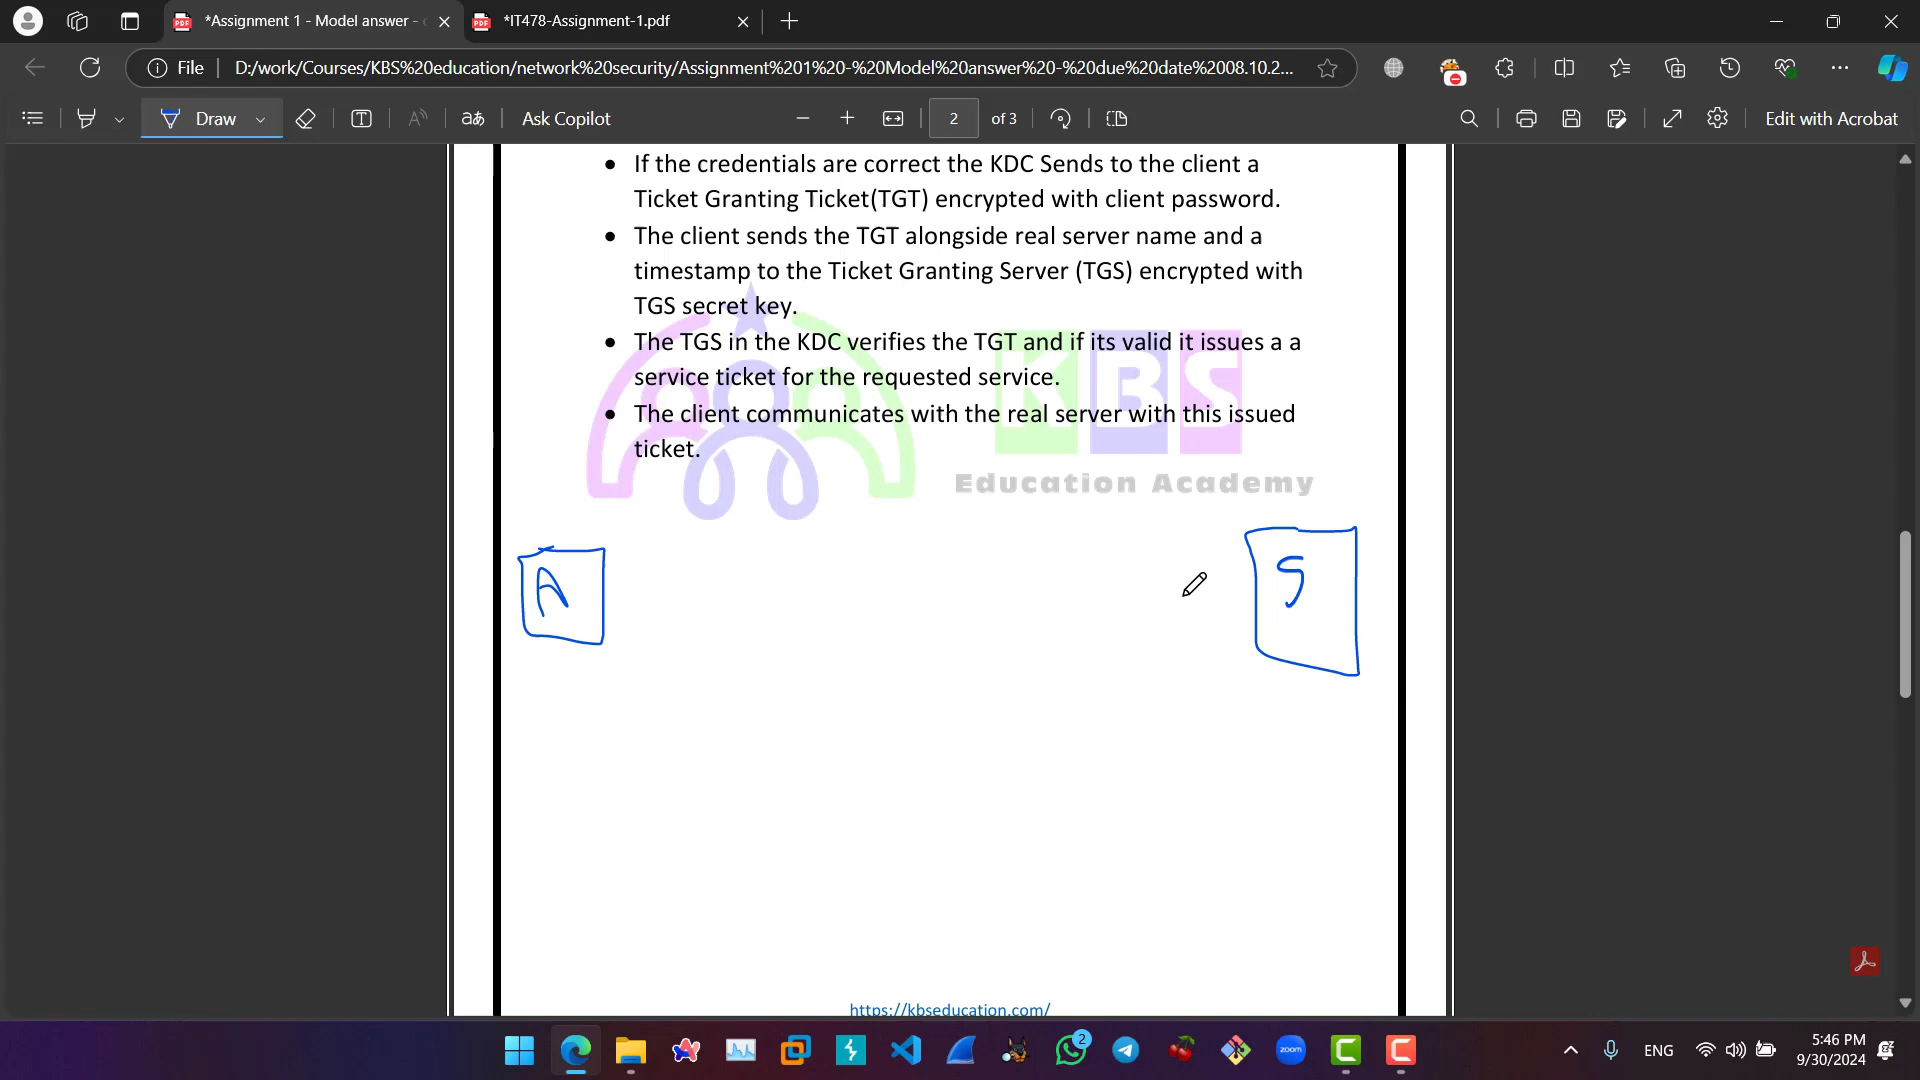 *Assignment 1 - Model answer -
*IT478-Assignment-1.pdf
File
D:/work/Courses/KBS%20education/network%20security/Assignment%201%20-%20Model%20answer%20-%20due%20date%2008.10.2...
Draw
Ask Copilot
2
of 3
Edit with Acrobat
• If the credentials are correct the KDC Sends to the client a
Ticket Granting Ticket(TGT) encrypted with client password.
• The client sends the TGT alongside real server name and a
timestamp to the Ticket Granting Server (TGS) encrypted with
TGS secret key.
• The TGS in the KDC verifies the TGT and if its valid it issues a a
service ticket for the requested service.
• The client communicates with the real server with this issued
ticket.
KBS
Education Academy
A
S
https://kbseducation.com/
2
zoom
ENG
5:46 PM
9/30/2024